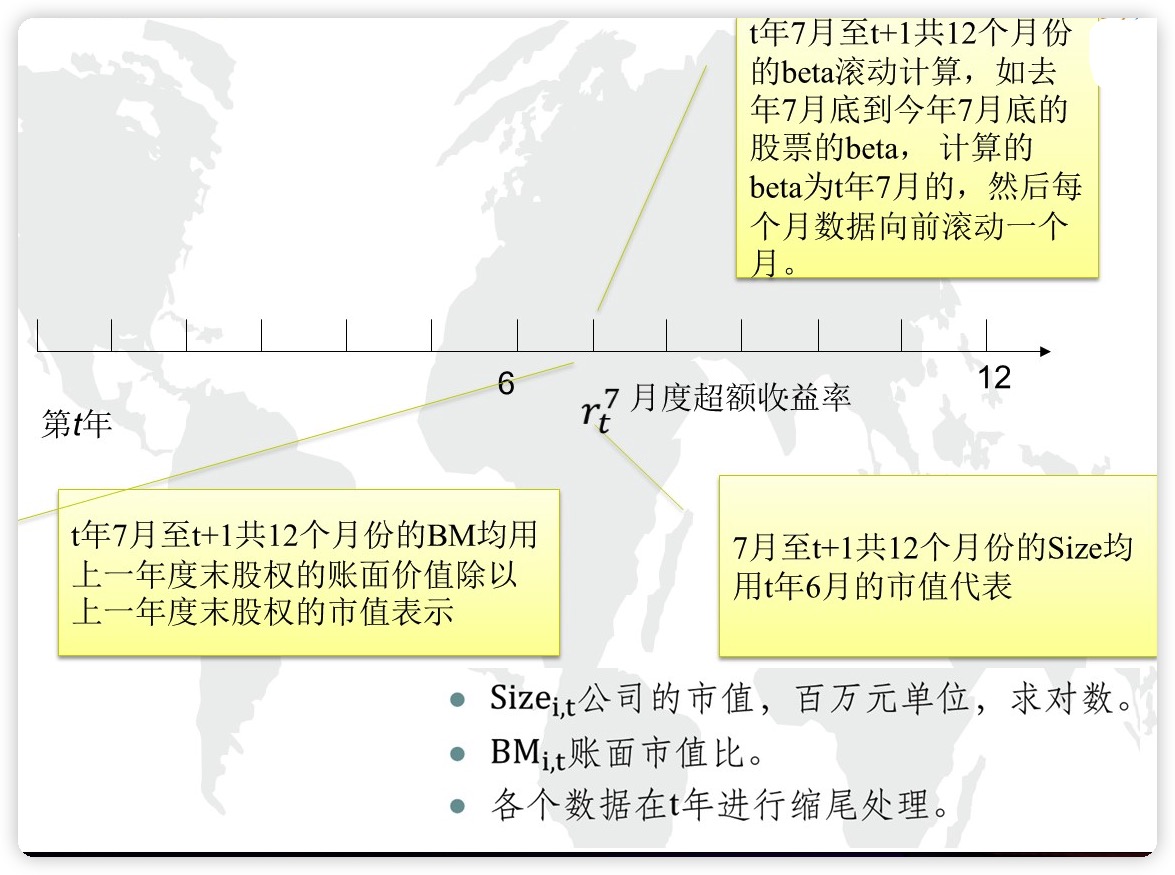 t年7月至t+1共12个月份
的beta滚动计算，如去
年7月底到今年7月底的
股票的beta， 计算的
beta为t年7月的，然后每
个月数据向前滚动一个
月。
6
12
第t年
r_t^7 月度超额收益率
t年7月至t+1共12个月份的BM均用
上一年度末股权的账面价值除以
上一年度末股权的市值表示
7月至t+1共12个月份的Size均
用t年6月的市值代表
• Size_{i,t}公司的市值，百万元单位，求对数。
• BM_{i,t}账面市值比。
• 各个数据在t年进行缩尾处理。